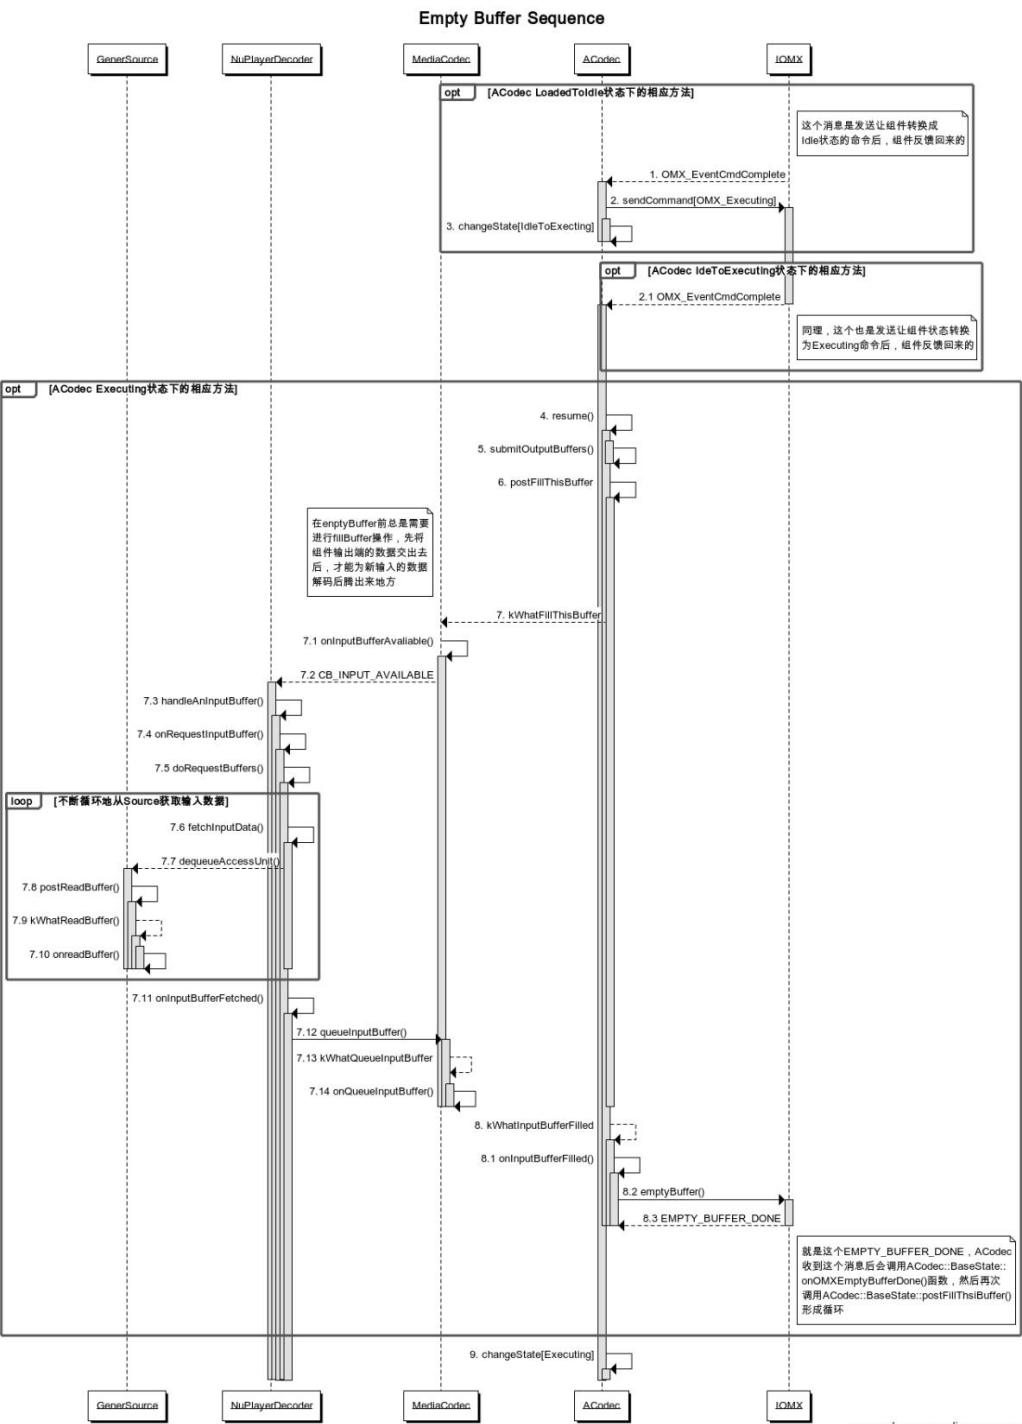 Empty Buffer Sequence
GenerSource
NuPlayerDecoder
MediaCodec
ACodec
IOMX
opt
[ACodec LoadedToIdle状态下的相应方法]
这个消息是发送让组件转换成
Idle状态的命令后，组件反馈回来的
1. OMX_EventCmdComplete
2. sendCommand[OMX_Executing]
3. changeState[IdleToExecting]
opt
[ACodec IdeToExecuting状态下的相应方法]
2.1 OMX_EventCmdComplete
同理，这个也是发送让组件状态转换
为Executing命令后，组件反馈回来的
opt
[ACodec Executing状态下的相应方法]
4. resume()
5. submitOutputBuffers()
6. postFillThisBuffer
在enptyBuffer前总是需要
进行fillBuffer操作，先将
组件输出端的数据交出去
后，才能为新输入的数据
解码后腾出来地方
7. kWhatFillThisBuffer
7.1 onInputBufferAvaliable()
7.2 CB_INPUT_AVAILABLE
7.3 handleAnInputBuffer()
7.4 onRequestInputBuffer()
7.5 doRequestBuffers()
loop
[不断循环地从Source获取输入数据]
7.6 fetchInputData()
7.7 dequeueAccessUnit()
7.8 postReadBuffer()
7.9 kWhatReadBuffer()
7.10 onreadBuffer()
7.11 onInputBufferFetched()
7.12 queueInputBuffer()
7.13 kWhatQueueInputBuffer
7.14 onQueueInputBuffer()
8. kWhatInputBufferFilled
8.1 onInputBufferFilled()
8.2 emptyBuffer()
8.3 EMPTY_BUFFER_DONE
就是这个EMPTY_BUFFER_DONE，ACodec
收到这个消息后会调用ACodec::BaseState::
onOMXEmptyBufferDone()函数，然后再次
调用ACodec::BaseState::postFillThsiBuffer()
形成循环
9. changeState[Executing]
GenerSource
NuPlayerDecoder
MediaCodec
ACodec
IOMX